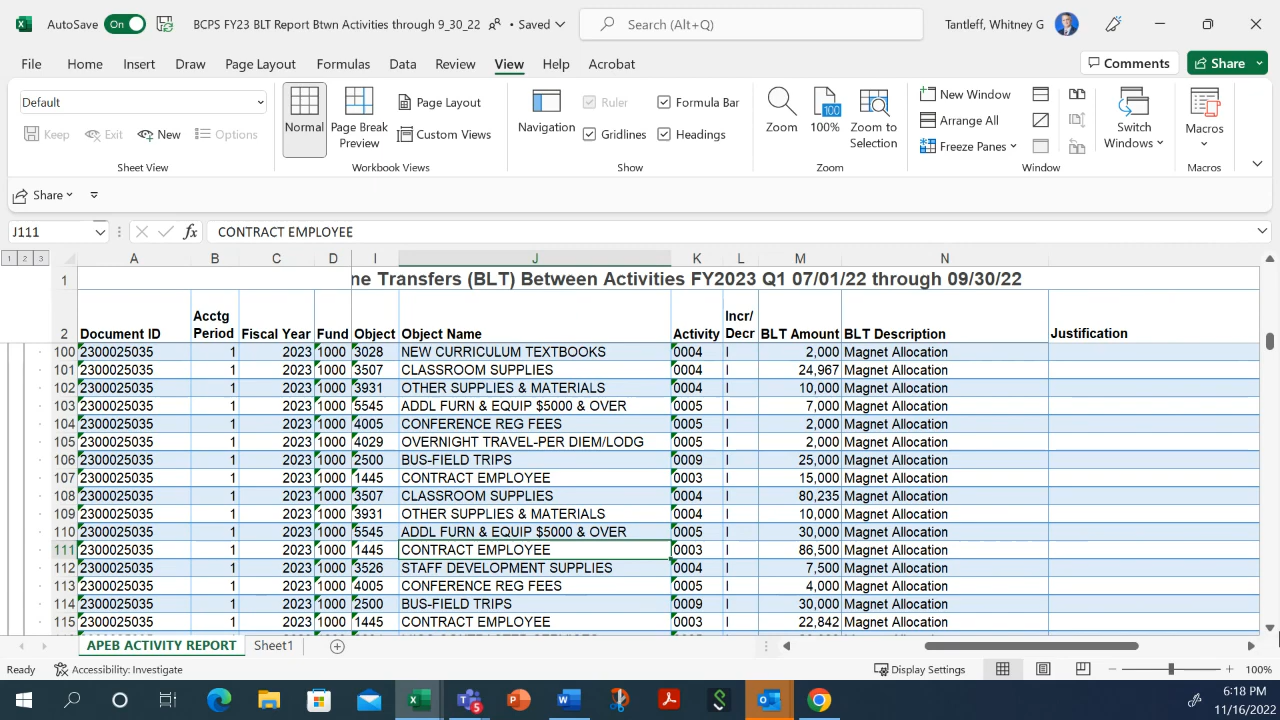 AutoSave On BCPS FY23 BLT Report Btwn Activities through 9_30_22 • Saved Search (Alt+Q) Tantleff, Whitney G
File Home Insert Draw Page Layout Formulas Data Review View Help Acrobat Comments Share
Default
Keep Exit New Options
Sheet View
Normal Page Break Preview Page Layout Custom Views
Workbook Views
Navigation Ruler Gridlines Formula Bar Headings
Show
Zoom 100 100% Zoom to Selection
Zoom
New Window Arrange All Freeze Panes Switch Windows
Window
Macros
Macros
Share
J111 fx CONTRACT EMPLOYEE
1 2 3 A B C D I J K L M N
1 ne Transfers (BLT) Between Activities FY2023 Q1 07/01/22 through 09/30/22
2 Document ID Acctg Period Fiscal Year Fund Object Object Name Activity Incr/ Decr BLT Amount BLT Description Justification
100 2300025035 1 2023 1000 3028 NEW CURRICULUM TEXTBOOKS 0004 I 2,000 Magnet Allocation
101 2300025035 1 2023 1000 3507 CLASSROOM SUPPLIES 0004 I 24,967 Magnet Allocation
102 2300025035 1 2023 1000 3931 OTHER SUPPLIES & MATERIALS 0004 I 10,000 Magnet Allocation
103 2300025035 1 2023 1000 5545 ADDL FURN & EQUIP $5000 & OVER 0005 I 7,000 Magnet Allocation
104 2300025035 1 2023 1000 4005 CONFERENCE REG FEES 0005 I 2,000 Magnet Allocation
105 2300025035 1 2023 1000 4029 OVERNIGHT TRAVEL-PER DIEM/LODG 0005 I 2,000 Magnet Allocation
106 2300025035 1 2023 1000 2500 BUS-FIELD TRIPS 0009 I 25,000 Magnet Allocation
107 2300025035 1 2023 1000 1445 CONTRACT EMPLOYEE 0003 I 15,000 Magnet Allocation
108 2300025035 1 2023 1000 3507 CLASSROOM SUPPLIES 0004 I 80,235 Magnet Allocation
109 2300025035 1 2023 1000 3931 OTHER SUPPLIES & MATERIALS 0004 I 10,000 Magnet Allocation
110 2300025035 1 2023 1000 5545 ADDL FURN & EQUIP $5000 & OVER 0005 I 30,000 Magnet Allocation
111 2300025035 1 2023 1000 1445 CONTRACT EMPLOYEE 0003 I 86,500 Magnet Allocation
112 2300025035 1 2023 1000 3526 STAFF DEVELOPMENT SUPPLIES 0004 I 7,500 Magnet Allocation
113 2300025035 1 2023 1000 4005 CONFERENCE REG FEES 0005 I 4,000 Magnet Allocation
114 2300025035 1 2023 1000 2500 BUS-FIELD TRIPS 0009 I 30,000 Magnet Allocation
115 2300025035 1 2023 1000 1445 CONTRACT EMPLOYEE 0003 I 22,842 Magnet Allocation
APEB ACTIVITY REPORT Sheet1
Ready Accessibility: Investigate Display Settings 100%
6:18 PM
11/16/2022